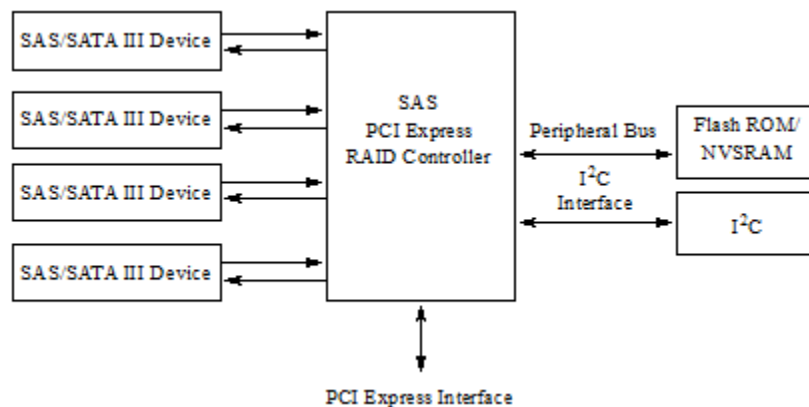 SAS/SATA III Device
SAS/SATA III Device
SAS/SATA III Device
SAS/SATA III Device
SAS
PCI Express
RAID Controller
Peripheral Bus
I²C
Interface
Flash ROM/
NVSRAM
I²C
PCI Express Interface